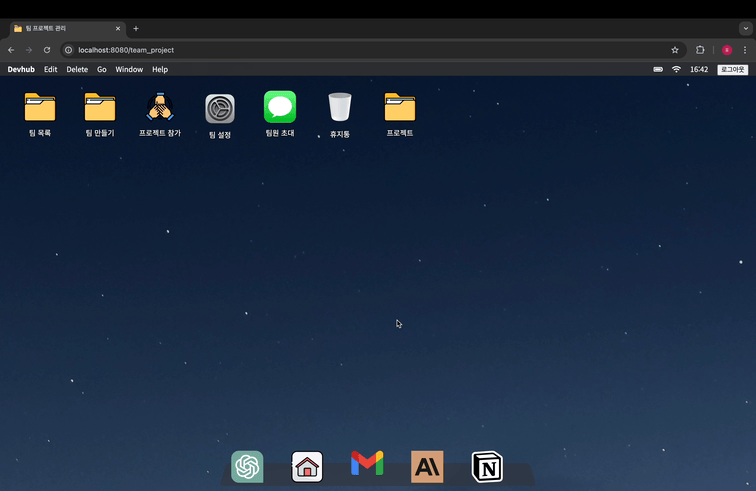 팀 프로젝트 관리
localhost:8080/team_project
Devhub Edit Delete Go Window Help 16:42 로그아웃
팀 목록 팀 만들기 프로젝트 참가 팀 설정 팀원 초대 휴지통 프로젝트